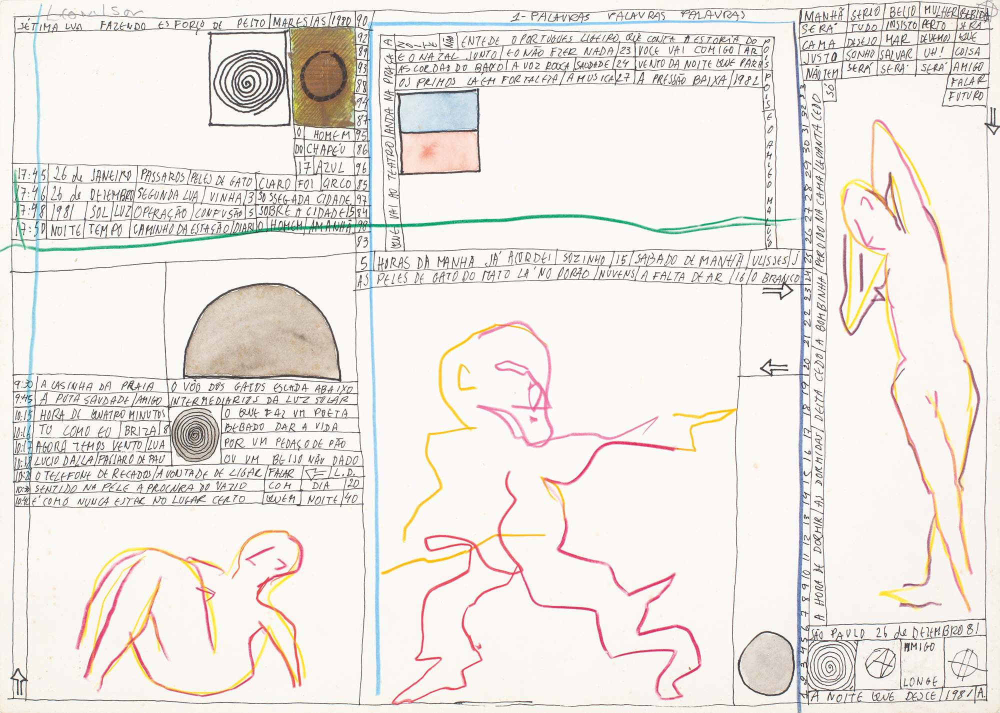 Leonilson
SÉTIMA LUA FAZENDO ESFORÇO DE PEITO MARESIAS 1980
90
92
89
93
88
94
87
95
86
96
85
97
84
98
83
O HOMEM
DO CHAPÉU
17 AZUL
17:45 26 de JANEIRO PASSAROS PELES DE GATO CLARO FOI GRGO
17:46 26 de DEZEMBRO SEGUNDA LUA VINHA 3 SOSSEGADA CIDADE
17:48 1981 SOL LUZ OPERAÇÃO CONFUSÃO 5 SOBRE A CIDADE 15
17:50 NOITE TEMPO CAMINHO DA ESTAÇÃO DIARIO HOMEM AMANHÃ
9:30 A CASINHA DA PRAIA O VÔO DOS GATOS ESCADA ABAIXO
9:45 A PUTA SAUDADE AMIGO INTERMEDIARIOS DA LUZ SOLAR
10:15 HORA DE QUATRO MINUTOS O QUE FAZ UM POETA
10:16 TU COMO EU BRIZA 8 BEBADO DAR A VIDA
10:17 AGORA TEMOS VENTO LUA POR UM PEDAÇO DE PÃO
10:18 LUCIO DALLA PASSARO DE PAU OU UM BEIJO NÃO DADO
10:20 O TELEFONE DE RECADOS A VONTADE DE LIGAR FALAR L.D.
10:30 SENTIDO NA PELE A PROCURA DO VAZIO COM DIA 20
10:40 É COMO NUNCA ESTAR NO LUGAR CERTO QUEM NOITE 40
1- PALAVRAS PALAVRAS PALAVRAS
A NOITE NÃO ENTEDE O PORTUGUES LIGEIRO QUE CONTA A ESTORIA DO
E O NATAL JUNTO E O NÃO FZER NADA 23 VOCE VAI COMIGO AR
AS CORDAS DO BAIXO A VOZ ROUCA SAUDADE 24 VENTO DA NOITE QUE PARA
OS PRIMOS LÁ EM FORTALEZA A MUSICA 27 A PRESSÃO BAIXA 1982
QUE VAI AO TEATRO ANDA NA PRAÇA
POIS POIS E O AMIGO MALUCO
5 HORAS DA MANHÃ JÁ ACORDEI SOZINHO 15 SABADO DE MANHÃ ULISSES J
AS PELES DE GATO DO MATO LÁ NO PORÃO NUVENS A FALTA DE AR 16 O BRANCO
MANHÃ SERIO BEIJO MULHER BEBIDA
SERÁ TUDO INSISTO PERTO SERÁ
CAMA DESEJO MAR DEVEMOS QUE
JUSTO SONHO SALVAR UH! COISA
NÃO TEM SERÁ SERÁ SERÁ AMIGO
SÓ FALAR
FUTURO
1 2 3 4 5 6 7 8 9 10 11 12 13 14 15 16 17 18 19 20 21 22 23 24 25 26 27 28 29 30 31 32 33
A HORA DE DORMIR AS DORMIDAS DEITA CEDO A BOMBINHA PERDIDO NA CAMA LEVANTA CEDO
SÃO PAULO 26 de DEZEMBRO 81
A
AMIGO
LONGE
A NOITE QUE DESCE 1981 A.